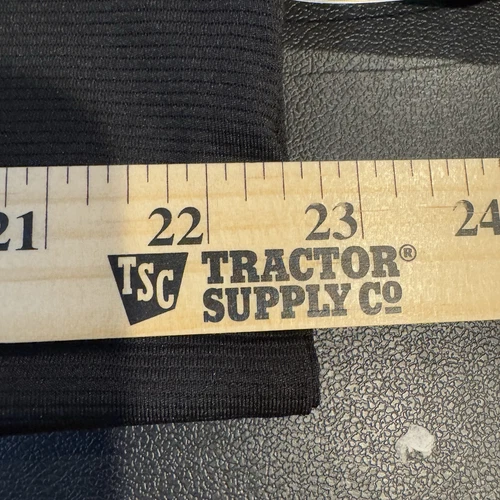 21 22 23 24
TSC TRACTOR®
SUPPLY CO